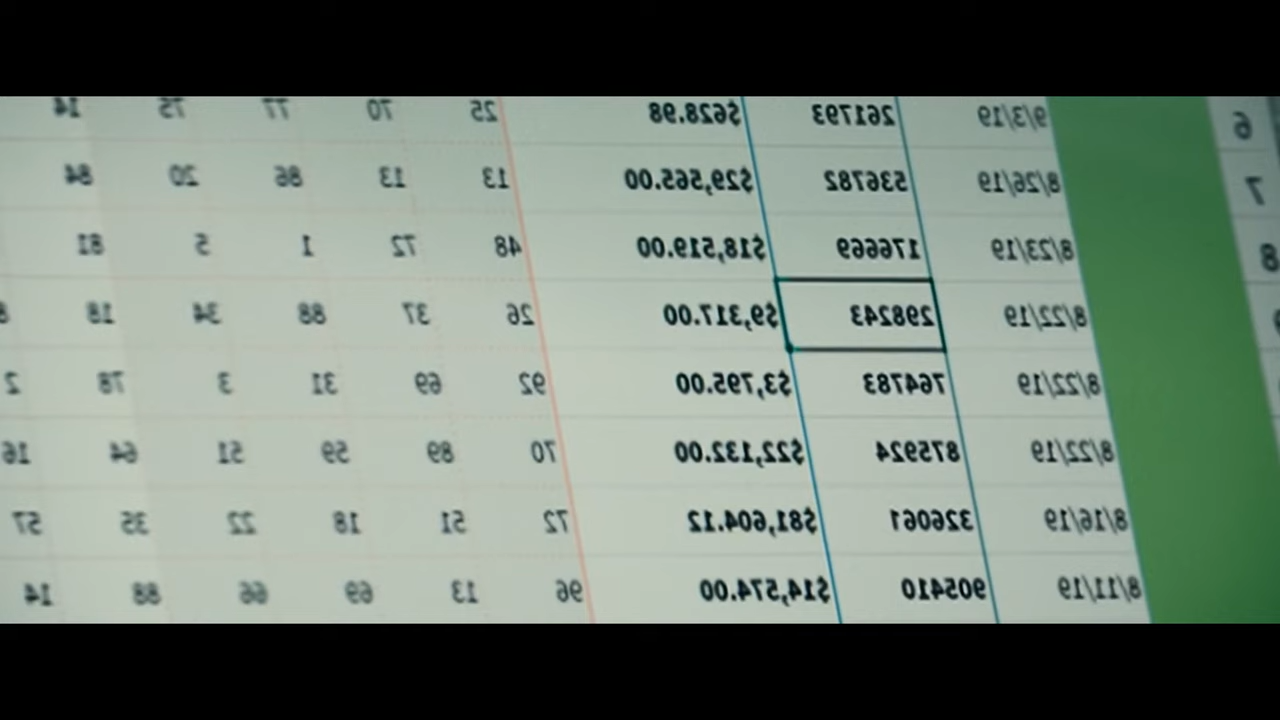 6 9/3/19 261793 $628.98 25 70 77 75 14
7 8/26/19 536782 $29,565.00 13 13 86 20 84
8 8/23/19 176669 $18,519.00 48 72 1 5 81
8/22/19 298243 $9,317.00 26 37 88 34 18
8/22/19 764783 $3,795.00 92 69 31 3 78 2
8/22/19 875924 $22,132.00 70 89 59 51 64 16
8/16/19 326061 $81,604.12 72 51 18 22 35 57
8/11/19 905410 $14,574.00 96 13 69 66 88 14